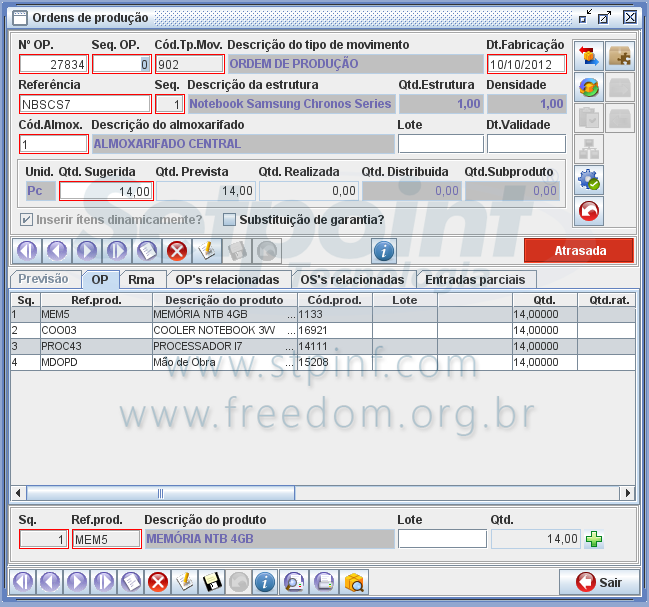 Ordens de produção
N° OP. Seq. OP. Cód.Tp.Mov. Descrição do tipo de movimento Dt.Fabricação
27834 0 902 ORDEM DE PRODUÇÃO 10/10/2012
Referência Seq. Descrição da estrutura Qtd.Estrutura Densidade
NBSCS7 1 Notebook Samsung Chronos Series 1,00 1,00
Cód.Almox. Descrição do almoxarifado Lote Dt.Validade
1 ALMOXARIFADO CENTRAL
Unid. Qtd. Sugerida Qtd. Prevista Qtd. Realizada Qtd. Distribuida Qtd.Subproduto
Pc 14,00 14,00 0,00 0,00 0,00
Inserir itens dinamicamente? Substituição de garantia?
Setpoint
Tecnologia
Atrasada
Previsão OP Rma OP's relacionadas OS's relacionadas Entradas parciais
Sq. Ref.prod. Descrição do produto Cód.prod. Lote Qtd. Qtd.rat.
1 MEM5 MEMÓRIA NTB 4GB ... 1133 14,00000
2 COO03 COOLER NOTEBOOK 3W ... 16921 14,00000
3 PROC43 PROCESSADOR I7 ... 14111 14,00000
4 MDOPD Mão de Obra ... 15208 14,00000
www.stpinf.com
www.freedom.org.br
Sq. Ref.prod. Descrição do produto Lote Qtd.
1 MEM5 MEMÓRIA NTB 4GB 14,00
Sair